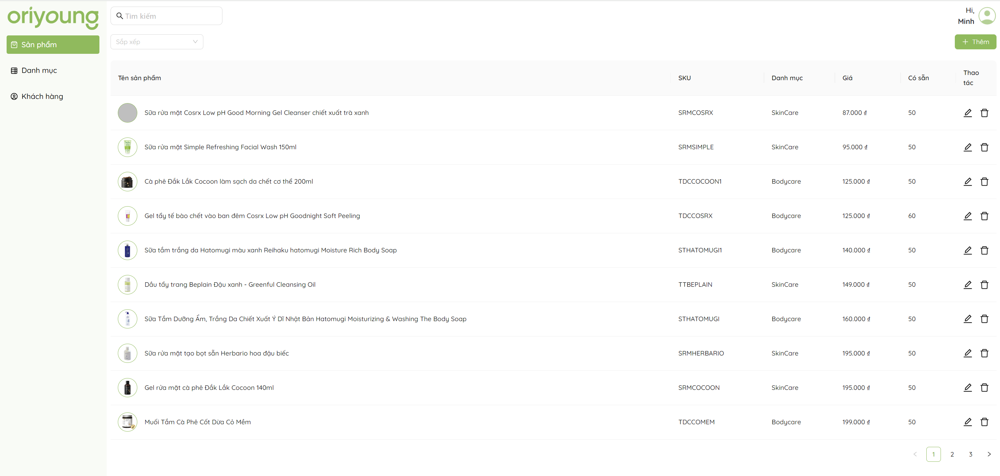 oriyoung
Tìm kiếm
Hi,
Minh
Sản phẩm
Danh mục
Khách hàng
Sắp xếp
Thêm
Tên sản phẩm SKU Danh mục Giá Có sẵn Thao
tác
Sữa rửa mặt Cosrx Low pH Good Morning Gel Cleanser chiết xuất trà xanh SRMCOSRX SkinCare 87.000 ₫ 50
Sữa rửa mặt Simple Refreshing Facial Wash 150ml SRMSIMPLE SkinCare 95.000 ₫ 50
Cà phê Đắk Lắk Cocoon làm sạch da chết cơ thể 200ml TDCCOCOON1 Bodycare 125.000 ₫ 50
Gel tẩy tế bào chết vào ban đêm Cosrx Low pH Goodnight Soft Peeling TDCCOSRX Bodycare 125.000 ₫ 60
Sữa tắm trắng da Hatomugi màu xanh Reihaku hatomugi Moisture Rich Body Soap STHATOMUGI1 Bodycare 140.000 ₫ 50
Dầu tẩy trang Beplain Đậu xanh - Greenful Cleansing Oil TTBEPLAIN SkinCare 149.000 ₫ 50
Sữa Tắm Dưỡng Ẩm, Trắng Da Chiết Xuất Ý Dĩ Nhật Bản Hatomugi Moisturizing & Washing The Body Soap STHATOMUGI Bodycare 160.000 ₫ 50
Sữa rửa mặt tạo bọt sẵn Herbario hoa đậu biếc SRMHERBARIO SkinCare 195.000 ₫ 50
Gel rửa mặt cà phê Đắk Lắk Cocoon 140ml SRMCOCOON SkinCare 195.000 ₫ 50
Muối Tắm Cà Phê Cốt Dừa Cỏ Mềm TDCCOMEM Bodycare 199.000 ₫ 50
1 2 3